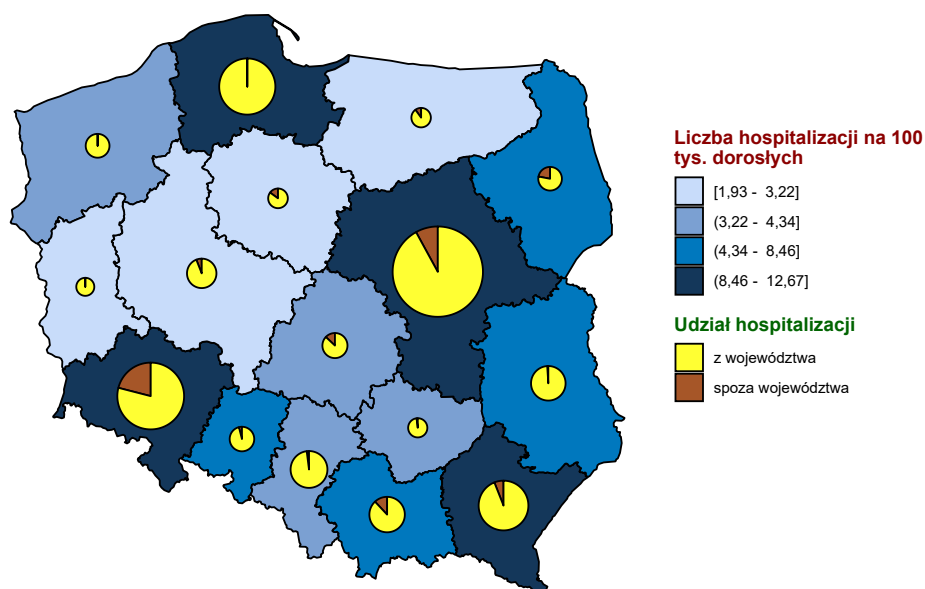 Liczba hospitalizacji na 100
tys. dorosłych
[1,93 - 3,22]
(3,22 - 4,34]
(4,34 - 8,46]
(8,46 - 12,67]
Udział hospitalizacji
z województwa
spoza województwa